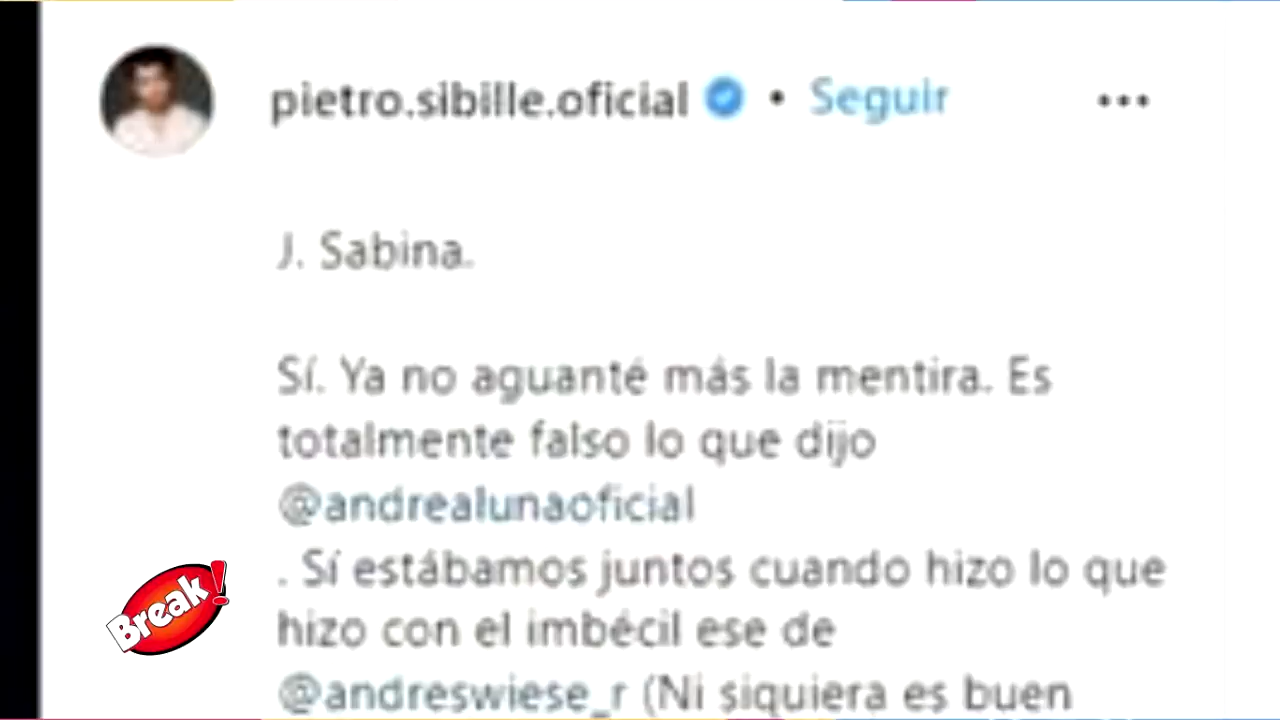 pietro.sibille.oficial • Seguir •••
J. Sabina.
Sí. Ya no aguanté más la mentira. Es
totalmente falso lo que dijo
@andrealunaoficial
. Sí estábamos juntos cuando hizo lo que
hizo con el imbécil ese de
@andreswiese_r (Ni siquiera es buen
Break!